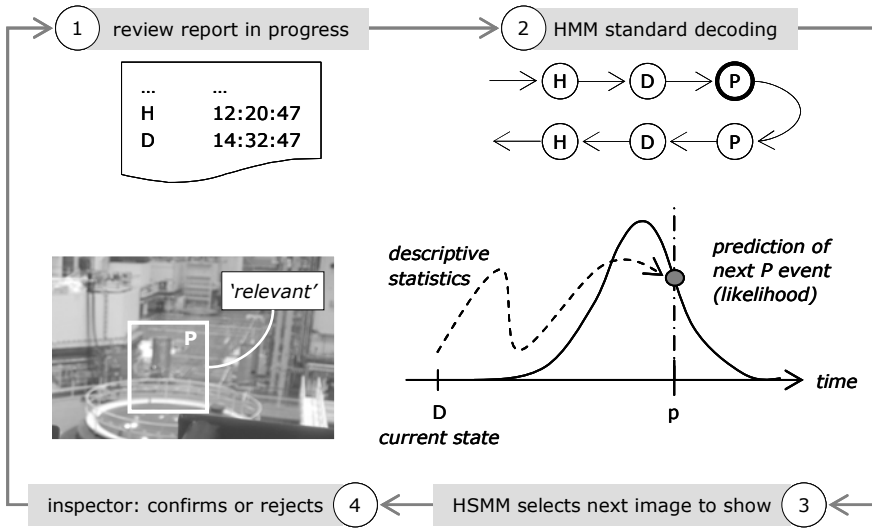 1 review report in progress
2 HMM standard decoding
... ...
H 12:20:47
D 14:32:47
H D P
H D P
descriptive
statistics
prediction of
next P event
(likelihood)
time
D
p
current state
'relevant'
P
inspector: confirms or rejects 4
HSMM selects next image to show 3